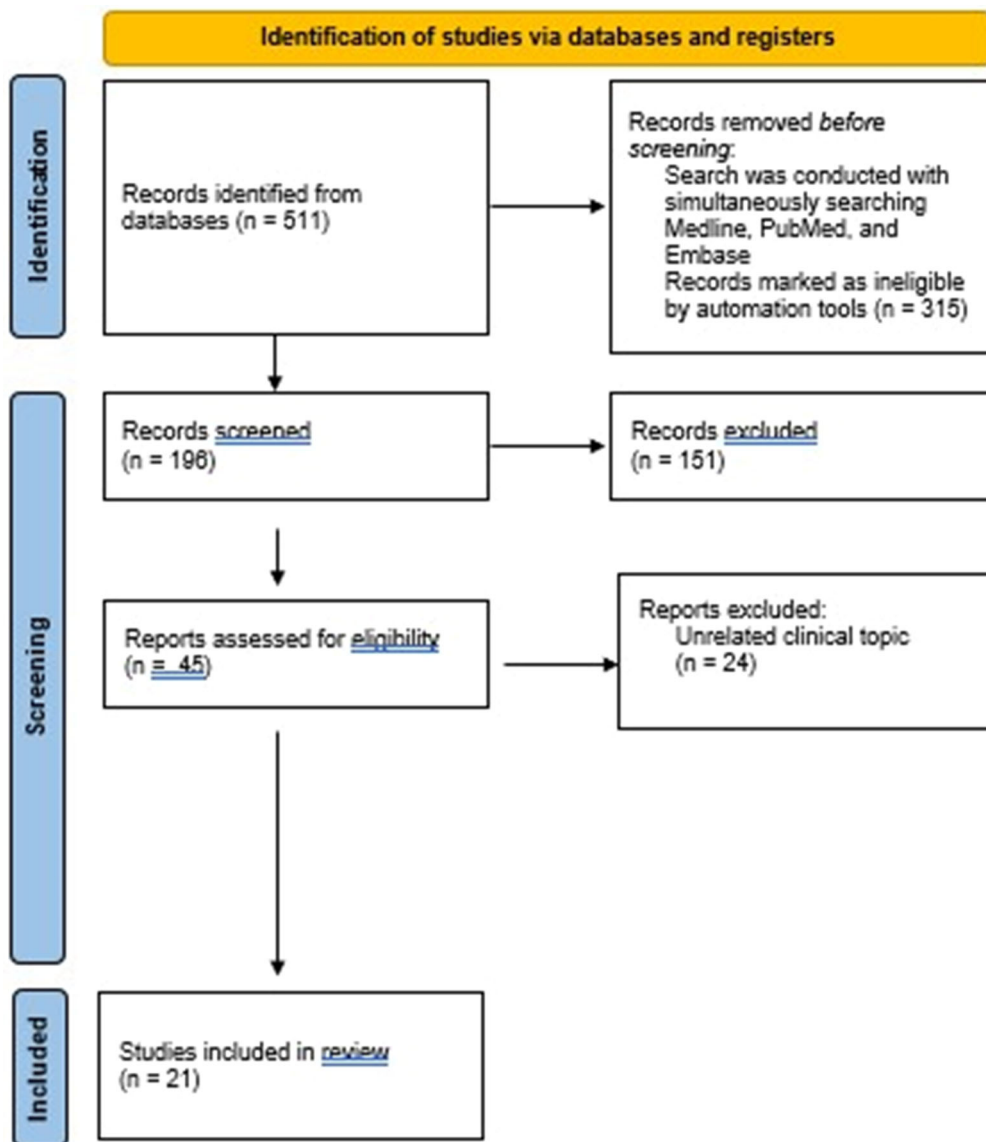 Identification of studies via databases and registers
Identification
Records identified from
databases (n = 511)
Records removed before
screening:
Search was conducted with
simultaneously searching
Medline, PubMed, and
Embase
Records marked as ineligible
by automation tools (n = 315)
Screening
Records screened
(n = 196)
Records excluded
(n = 151)
Reports assessed for eligibility
(n = 45)
Reports excluded:
Unrelated clinical topic
(n = 24)
Included
Studies included in review
(n = 21)